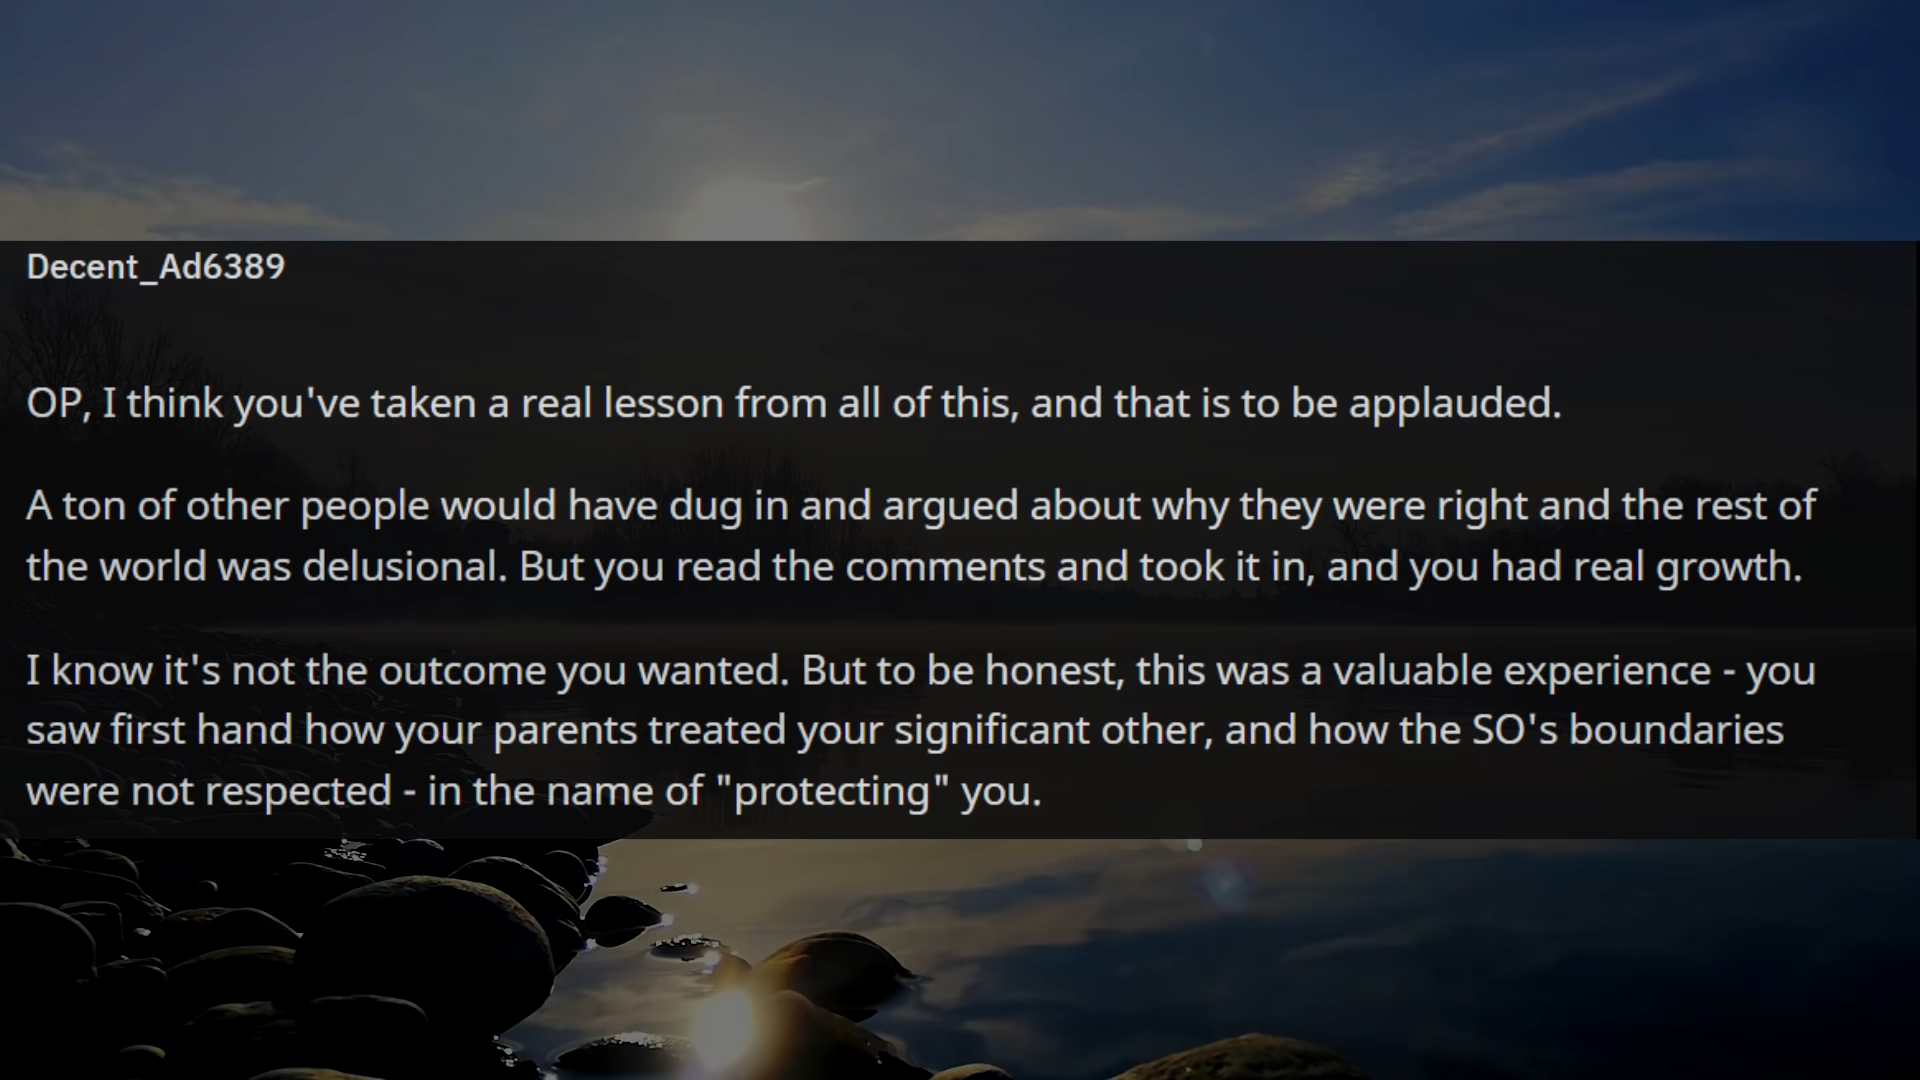 Decent_Ad6389
OP, I think you've taken a real lesson from all of this, and that is to be applauded.
A ton of other people would have dug in and argued about why they were right and the rest of
the world was delusional. But you read the comments and took it in, and you had real growth.
I know it's not the outcome you wanted. But to be honest, this was a valuable experience - you
saw first hand how your parents treated your significant other, and how the SO's boundaries
were not respected - in the name of "protecting" you.